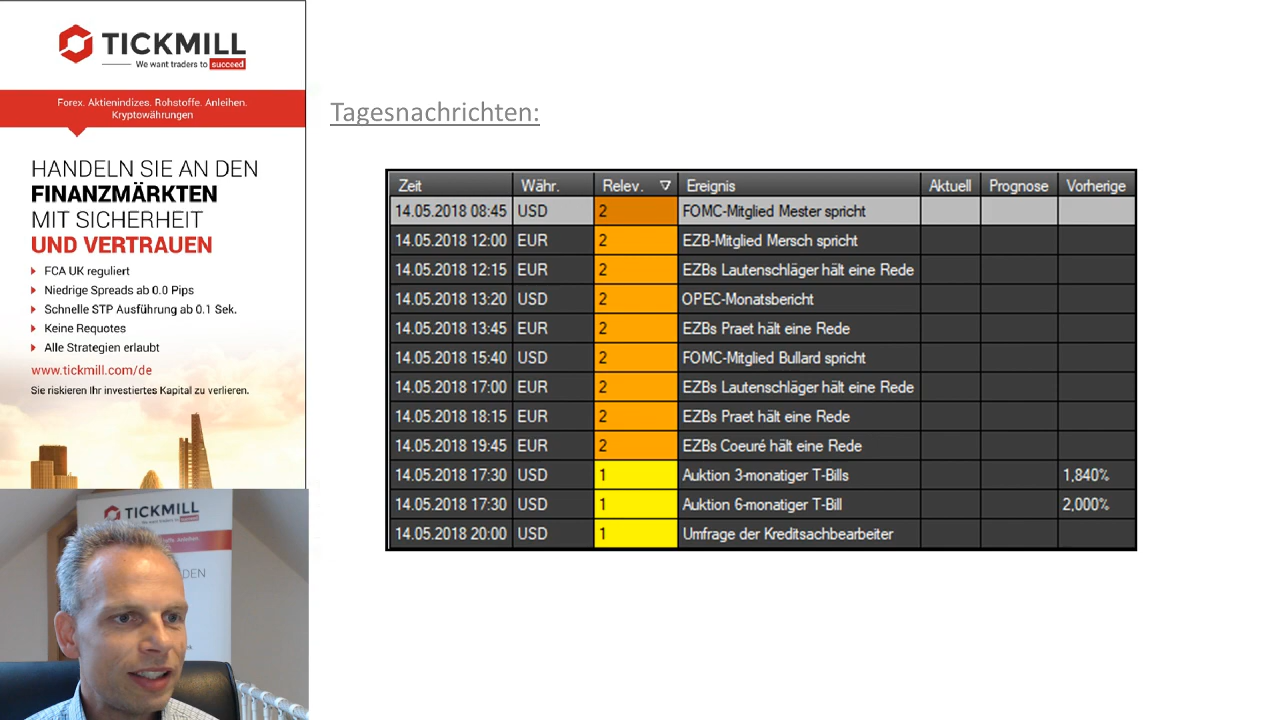 TICKMILL
We want traders to succeed
Forex. Aktienindizes. Rohstoffe. Anleihen.
Kryptowährungen
HANDELN SIE AN DEN
FINANZMÄRKTEN
MIT SICHERHEIT
UND VERTRAUEN
FCA UK reguliert
Niedrige Spreads ab 0.0 Pips
Schnelle STP Ausführung ab 0.1 Sek.
Keine Requotes
Alle Strategien erlaubt
www.tickmill.com/de
Sie riskieren Ihr investiertes Kapital zu verlieren.
TICKMILL
We want traders to succeed
DEN
Tagesnachrichten:
Zeit Währ. Relev. Ereignis Aktuell Prognose Vorherige
14.05.2018 08:45 USD 2 FOMC-Mitglied Mester spricht
14.05.2018 12:00 EUR 2 EZB-Mitglied Mersch spricht
14.05.2018 12:15 EUR 2 EZBs Lautenschläger hält eine Rede
14.05.2018 13:20 USD 2 OPEC-Monatsbericht
14.05.2018 13:45 EUR 2 EZBs Praet hält eine Rede
14.05.2018 15:40 USD 2 FOMC-Mitglied Bullard spricht
14.05.2018 17:00 EUR 2 EZBs Lautenschläger hält eine Rede
14.05.2018 18:15 EUR 2 EZBs Praet hält eine Rede
14.05.2018 19:45 EUR 2 EZBs Coeuré hält eine Rede
14.05.2018 17:30 USD 1 Auktion 3-monatiger T-Bills 1,840%
14.05.2018 17:30 USD 1 Auktion 6-monatiger T-Bill 2,000%
14.05.2018 20:00 USD 1 Umfrage der Kreditsachbearbeiter